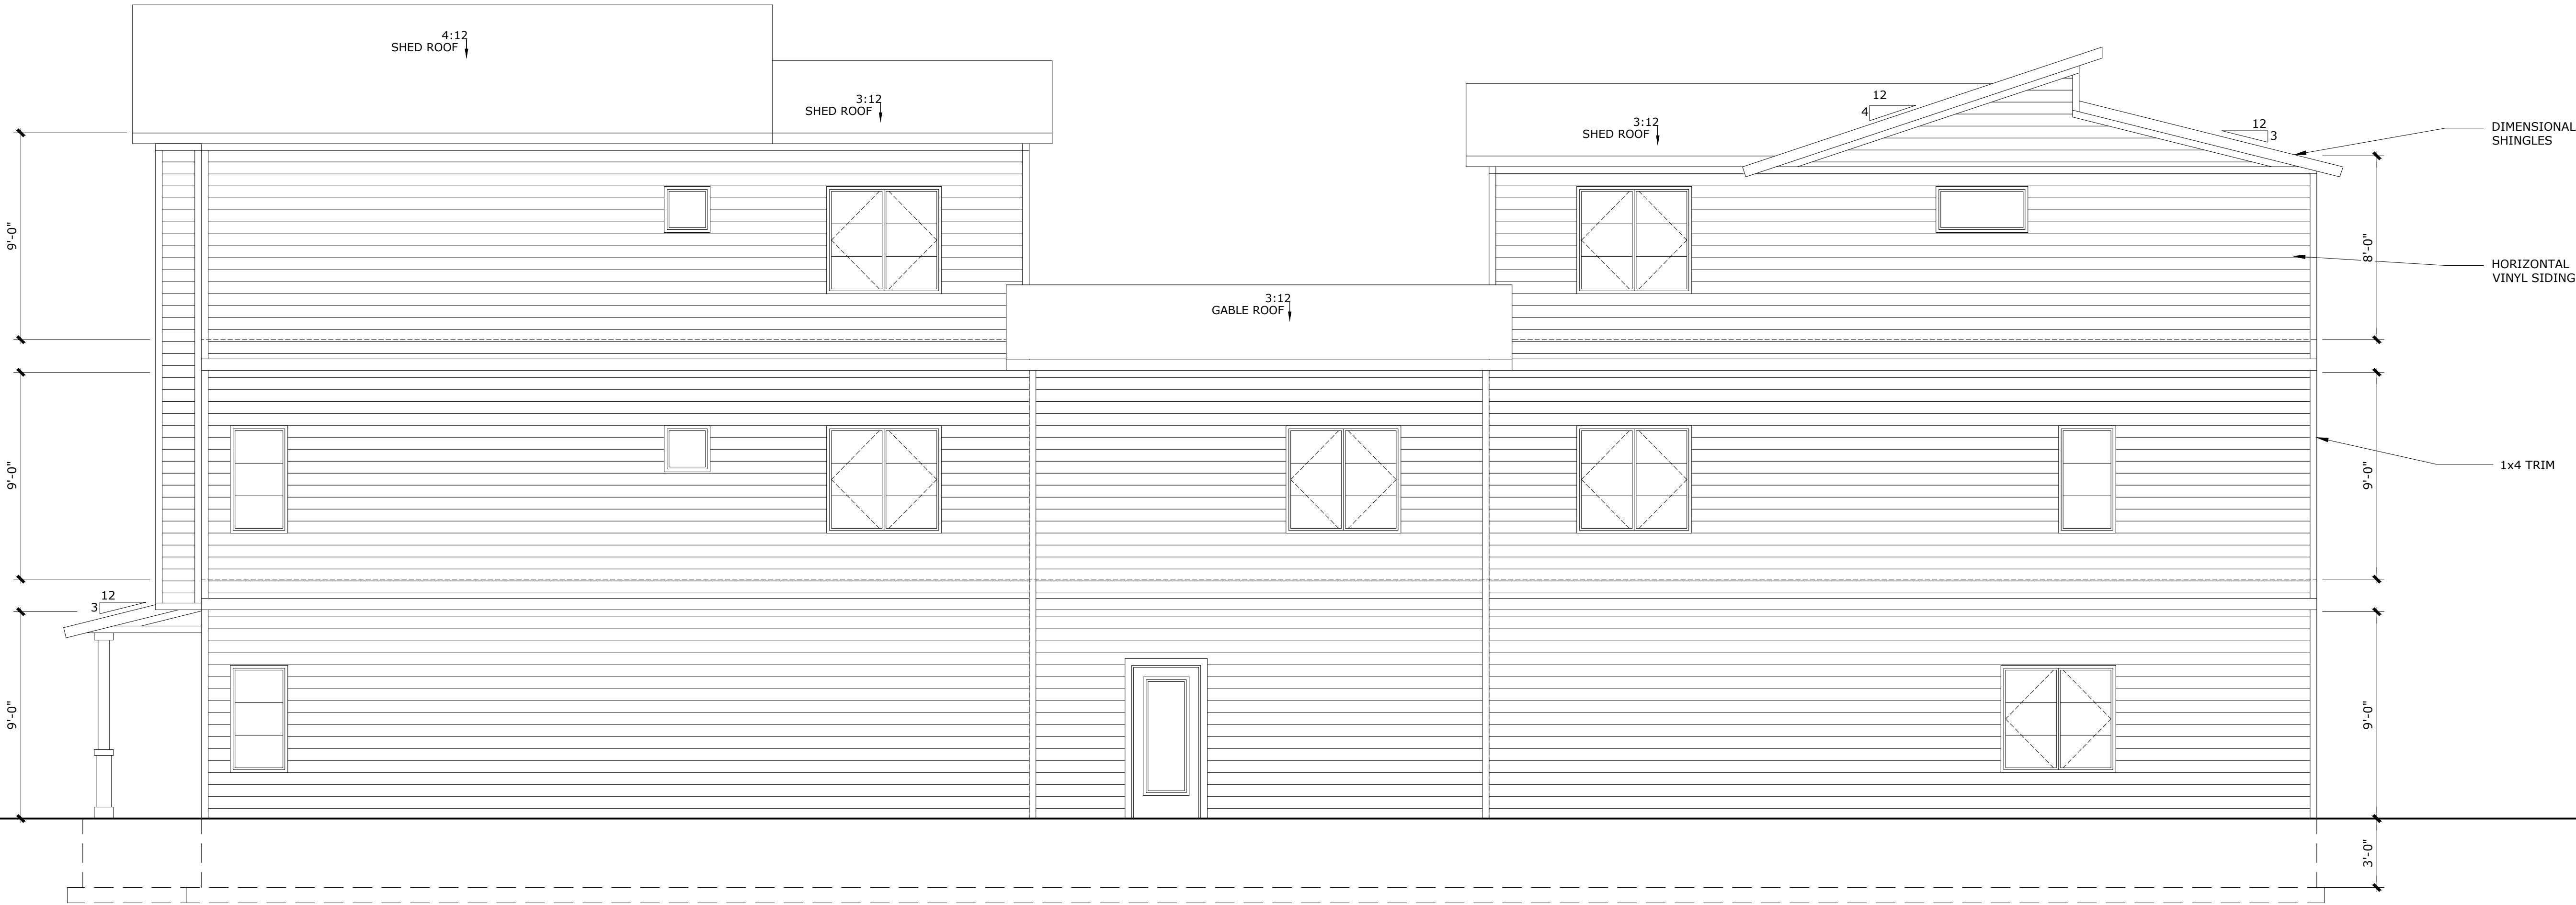 4:12
SHED ROOF
3:12
SHED ROOF
3:12
SHED ROOF
12
4
12
3
DIMENSIONAL
SHINGLES
9'-0"
8'-0"
HORIZONTAL
VINYL SIDING
3:12
GABLE ROOF
9'-0"
9'-0"
1x4 TRIM
12
3
9'-0"
9'-0"
3'-0"